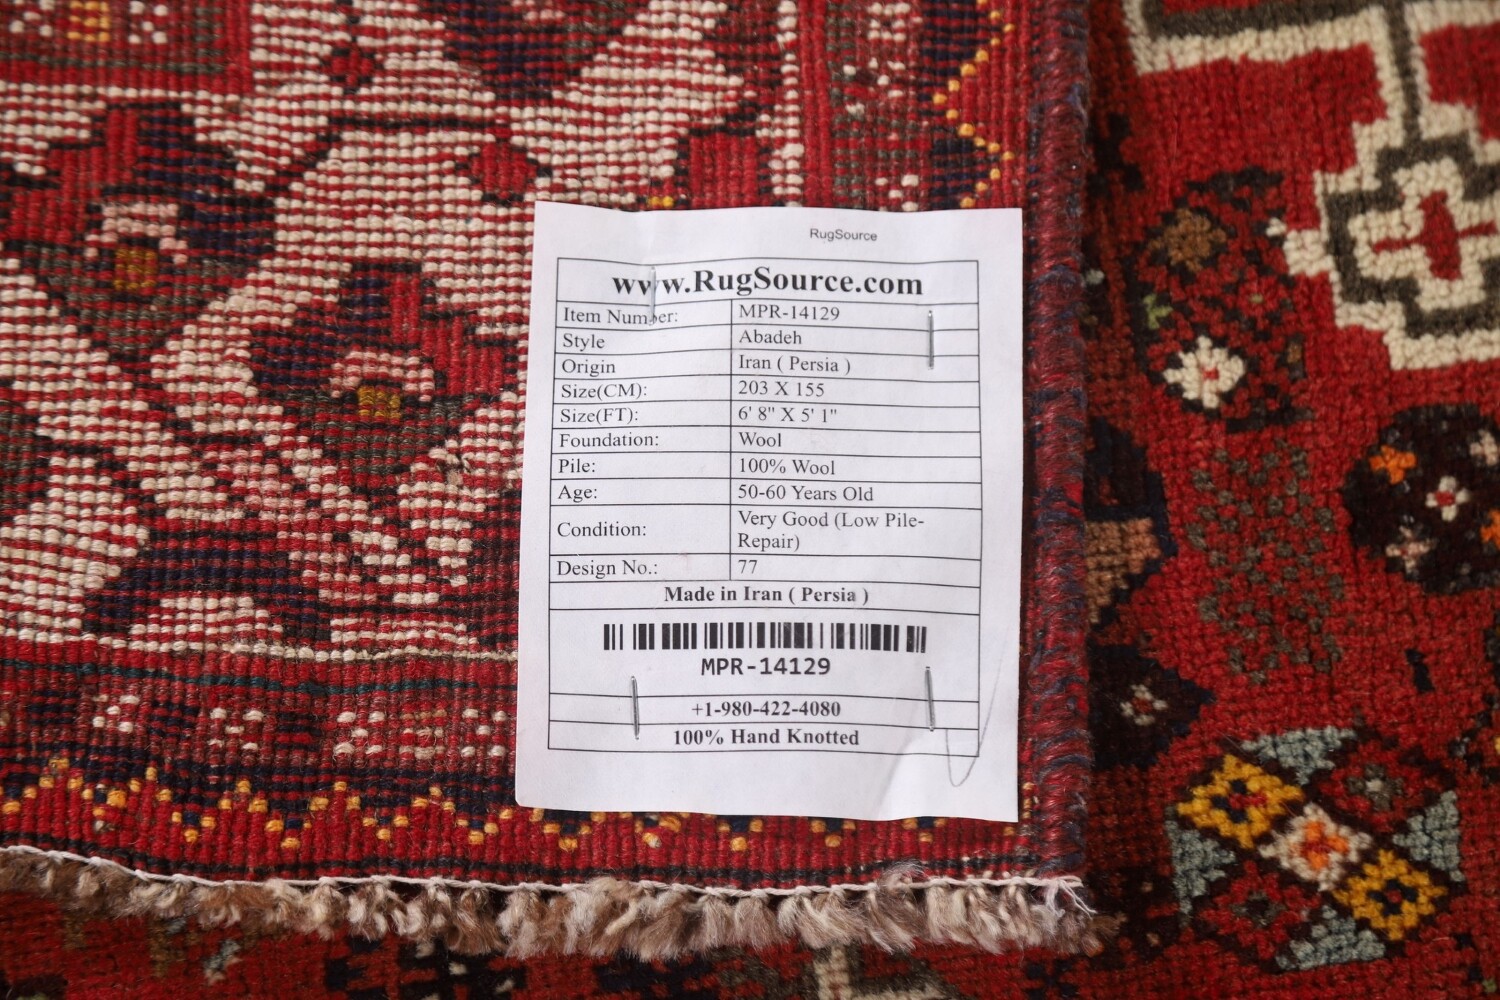 RugSource
www.RugSource.com
Item Number: MPR-14129
Style Abadeh
Origin Iran ( Persia )
Size(CM): 203 X 155
Size(FT): 6' 8" X 5' 1"
Foundation: Wool
Pile: 100% Wool
Age: 50-60 Years Old
Condition: Very Good (Low Pile-
Repair)
Design No.: 77
Made in Iran ( Persia )
MPR-14129
+1-980-422-4080
100% Hand Knotted